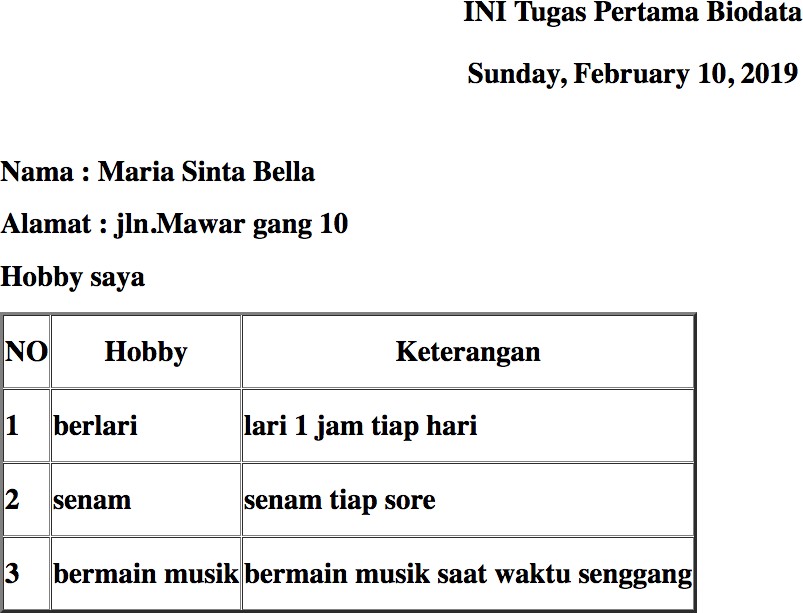 INI Tugas Pertama Biodata
Sunday, February 10, 2019
Nama : Maria Sinta Bella
Alamat : jln.Mawar gang 10
Hobby saya
NO Hobby Keterangan
1 berlari lari 1 jam tiap hari
2 senam senam tiap sore
3 bermain musik bermain musik saat waktu senggang